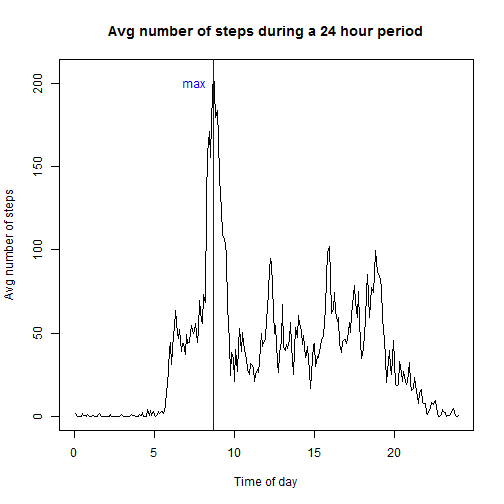 Avg number of steps during a 24 hour period
max
Avg number of steps
200
150
100
50
0
0 5 10 15 20
Time of day